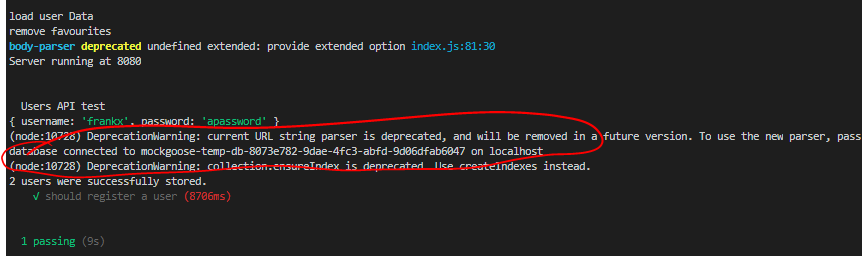 load user Data
remove favourites
body-parser deprecated undefined extended: provide extended option index.js:81:30
Server running at 8080
Users API test
{ username: 'frankx', password: 'apassword' }
(node:10728) DeprecationWarning: current URL string parser is deprecated, and will be removed in a future version. To use the new parser, pass
database connected to mockgoose-temp-db-8073e782-9dae-4fc3-abfd-9d06dfab6047 on localhost
(node:10728) DeprecationWarning: collection.ensureIndex is deprecated. Use createIndexes instead.
2 users were successfully stored.
√ should register a user (8706ms)
1 passing (9s)